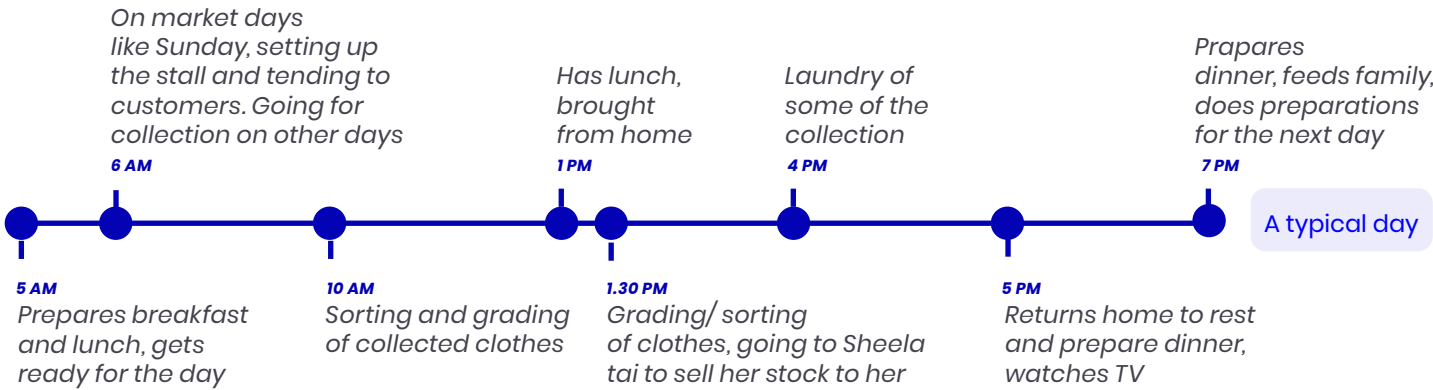 On market days
like Sunday, setting up
the stall and tending to
customers. Going for
collection on other days
6 AM
Has lunch,
brought
from home
1 PM
Laundry of
some of the
collection
4 PM
Prapares
dinner, feeds family,
does preparations
for the next day
7 PM
A typical day
5 AM
Prepares breakfast
and lunch, gets
ready for the day
10 AM
Sorting and grading
of collected clothes
1.30 PM
Grading/ sorting
of clothes, going to Sheela
tai to sell her stock to her
5 PM
Returns home to rest
and prepare dinner,
watches TV